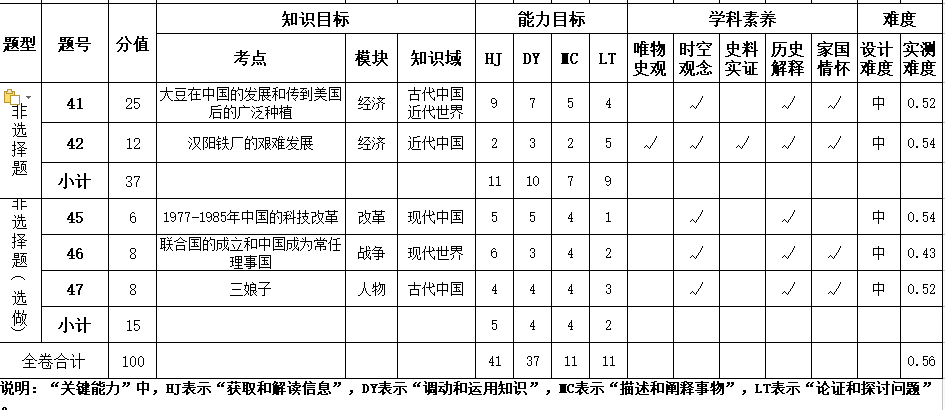 题型 题号 分值 知识目标 能力目标 学科素养 难度
考点 模块 知识域 HJ DY MC LT 唯物史观 时空观念 史料实证 历史解释 家国情怀 设计难度 实测难度
非选择题
41 25 大豆在中国的发展和传到美国后的广泛种植 经济 古代中国 近代世界 9 7 5 4 √ √ √ 中 0.52
42 12 汉阳铁厂的艰难发展 经济 近代中国 2 3 2 5 √ √ √ √ √ 中 0.54
小计 37 11 10 7 9
非选择题（选做）
45 6 1977-1985年中国的科技改革 改革 现代中国 5 5 4 1 √ √ 中 0.54
46 8 联合国的成立和中国成为常任理事国 战争 现代世界 6 3 4 2 √ √ √ 中 0.43
47 8 三娘子 人物 古代中国 4 4 4 3 √ √ √ 中 0.52
小计 15 5 4 4 2
全卷合计 100 41 37 11 11 0.56
说明：“关键能力”中，HJ表示“获取和解读信息”，DY表示“调动和运用知识”，MC表示“描述和阐释事物”，LT表示“论证和探讨问题”
。